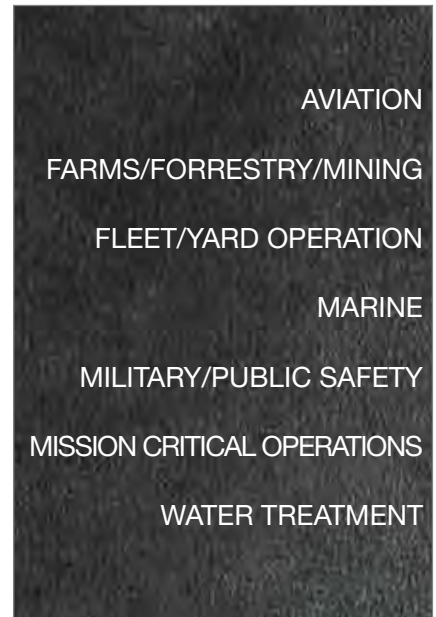 AVIATION
FARMS/FORRESTRY/MINING
FLEET/YARD OPERATION
MARINE
MILITARY/PUBLIC SAFETY
MISSION CRITICAL OPERATIONS
WATER TREATMENT